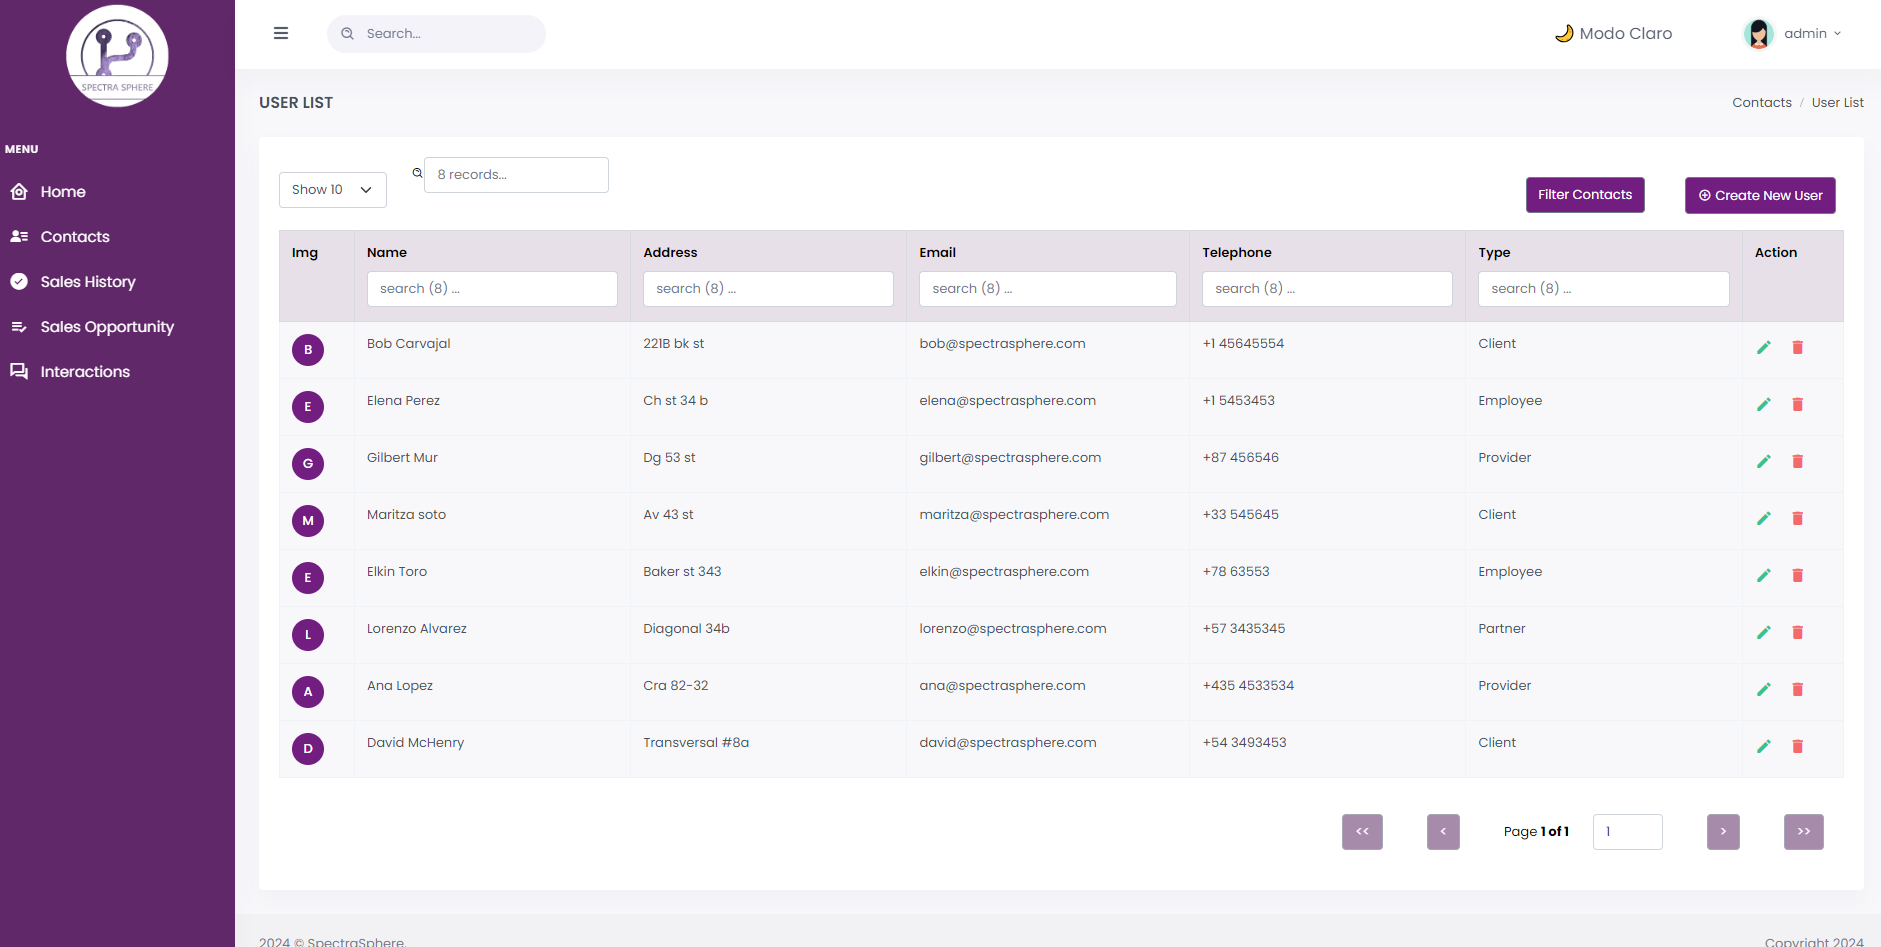 SPECTRA SPHERE
MENU
Home
Contacts
Sales History
Sales Opportunity
Interactions
Search...
Modo Claro
admin
USER LIST
Contacts / User List
Show 10
8 records...
Filter Contacts
Create New User
Img Name Address Email Telephone Type Action
search (8) ... search (8) ... search (8) ... search (8) ... search (8) ...
B Bob Carvajal 221B bk st bob@spectrasphere.com +1 45645554 Client
E Elena Perez Ch st 34 b elena@spectrasphere.com +1 5453453 Employee
G Gilbert Mur Dg 53 st gilbert@spectrasphere.com +87 456546 Provider
M Maritza soto Av 43 st maritza@spectrasphere.com +33 545645 Client
E Elkin Toro Baker st 343 elkin@spectrasphere.com +78 63553 Employee
L Lorenzo Alvarez Diagonal 34b lorenzo@spectrasphere.com +57 3435345 Partner
A Ana Lopez Cra 82-32 ana@spectrasphere.com +435 4533534 Provider
D David McHenry Transversal #8a david@spectrasphere.com +54 3493453 Client
<< < Page 1 of 1 1 > >>
2024 © SpectraSphere. Copyright 2024